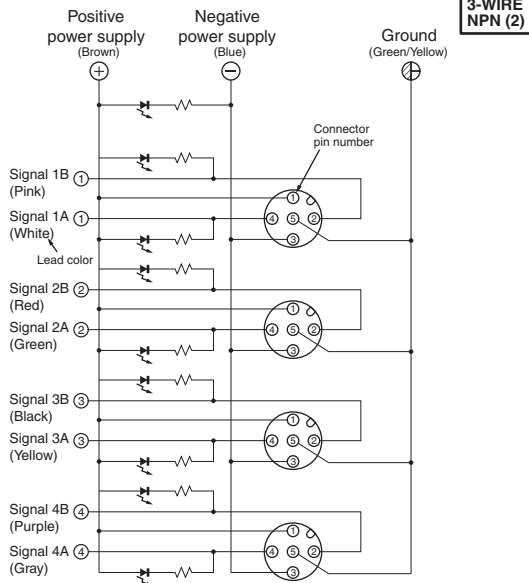 3-WIRE
NPN (2)
Positive
power supply
(Brown)
+
Negative
power supply
(Blue)
−
Ground
(Green/Yellow)
Connector
pin number
Signal 1B ①
(Pink)
Signal 1A ①
(White)
Lead color
① ④ ⑤ ② ③
Signal 2B ②
(Red)
Signal 2A ②
(Green)
① ④ ⑤ ② ③
Signal 3B ③
(Black)
Signal 3A ③
(Yellow)
① ④ ⑤ ② ③
Signal 4B ④
(Purple)
Signal 4A ④
(Gray)
① ④ ⑤ ② ③